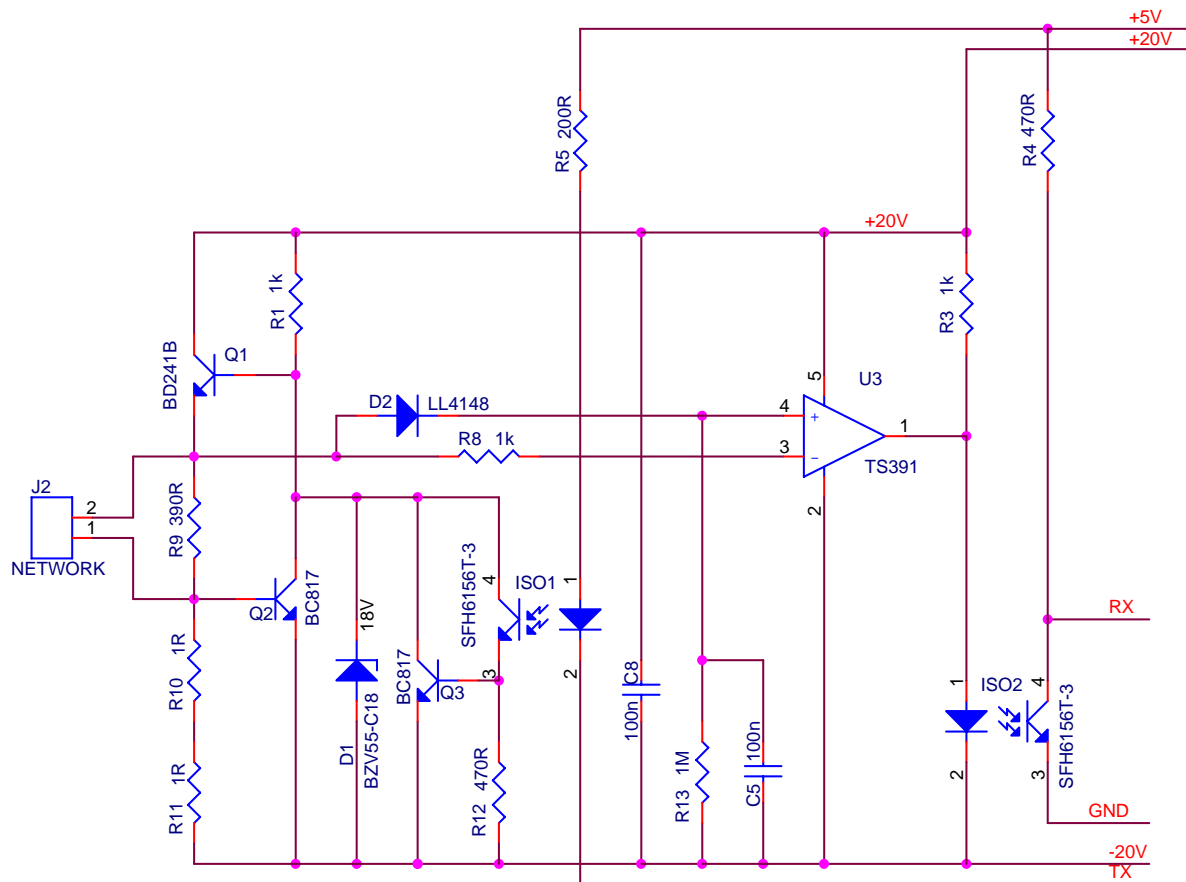 +5V
+20V
R5 200R
R4 470R
+20V
R1 1k
R3 1k
BD241B
Q1
5
U3
D2
LL4148
4
+
1
R8 1k
3
-
TS391
2
J2
2
1
NETWORK
R9 390R
SFH6156T-3
4
ISO1
1
Q2
BC817
18V
RX
R10 1R
BC817
3
Q3
2
C8
100n
1
ISO2
4
D1
BZV55-C18
R11 1R
R12 470R
R13 1M
C5 100n
2
3
SFH6156T-3
GND
-20V
TX